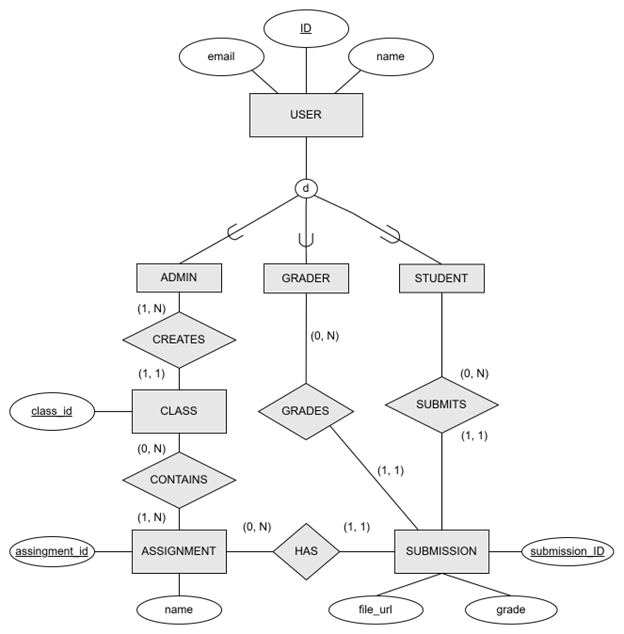 ID
email
name
USER
d
ADMIN
GRADER
STUDENT
(1, N)
CREATES
(0, N)
(1, 1)
(0, N)
class_id
CLASS
GRADES
SUBMITS
(0, N)
(1, 1)
CONTAINS
(1, 1)
(1, N)
(0, N)
(1, 1)
assingment_id
ASSIGNMENT
HAS
SUBMISSION
submission_ID
name
file_url
grade